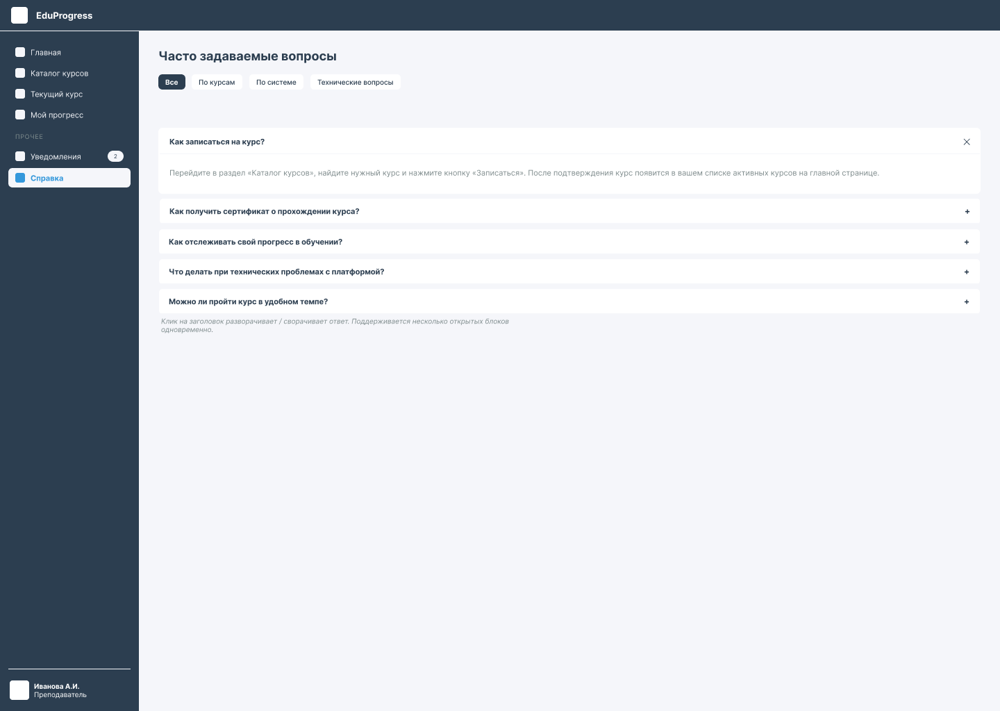 EduProgress
Главная
Каталог курсов
Текущий курс
Мой прогресс
ПРОЧЕЕ
Уведомления 2
Справка
Иванова А.И.
Преподаватель
Часто задаваемые вопросы
Все По курсам По системе Технические вопросы
Как записаться на курс?
Перейдите в раздел «Каталог курсов», найдите нужный курс и нажмите кнопку «Записаться». После подтверждения курс появится в вашем списке активных курсов на главной странице.
Как получить сертификат о прохождении курса? +
Как отслеживать свой прогресс в обучении? +
Что делать при технических проблемах с платформой? +
Можно ли пройти курс в удобном темпе? +
Клик на заголовок разворачивает / сворачивает ответ. Поддерживается несколько открытых блоков
одновременно.